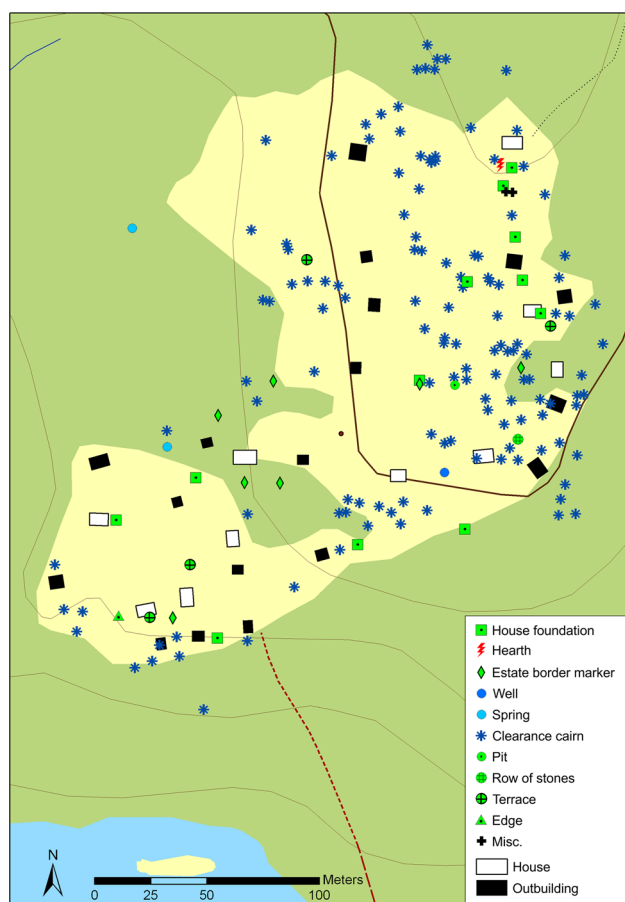 House foundation
Hearth
Estate border marker
Well
Spring
Clearance cairn
Pit
Row of stones
Terrace
Edge
Misc.
House
Outbuilding
N
Meters
0 25 50 100